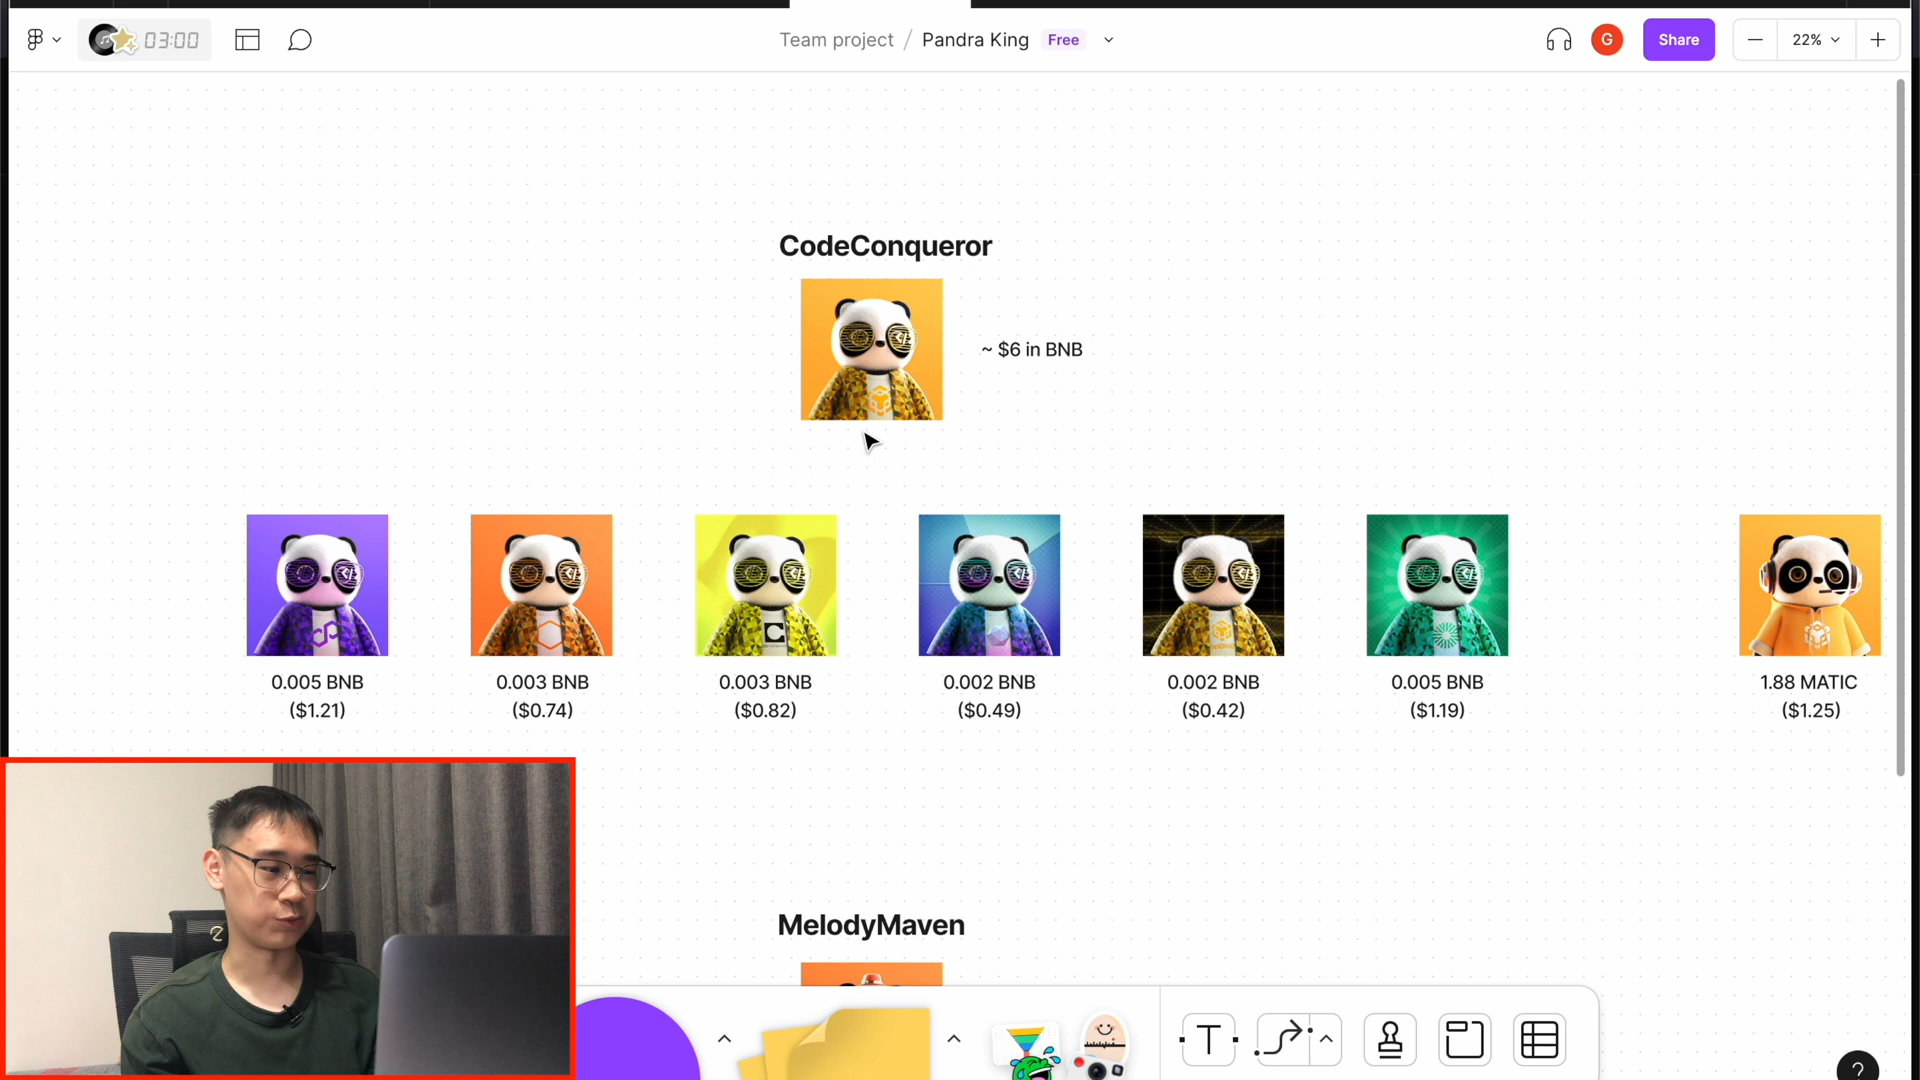 03:00
Team project / Pandra King Free
G
Share
22%
CodeConqueror
~ $6 in BNB
0.005 BNB
($1.21)
0.003 BNB
($0.74)
0.003 BNB
($0.82)
0.002 BNB
($0.49)
0.002 BNB
($0.42)
0.005 BNB
($1.19)
1.88 MATIC
($1.25)
MelodyMaven
T
?